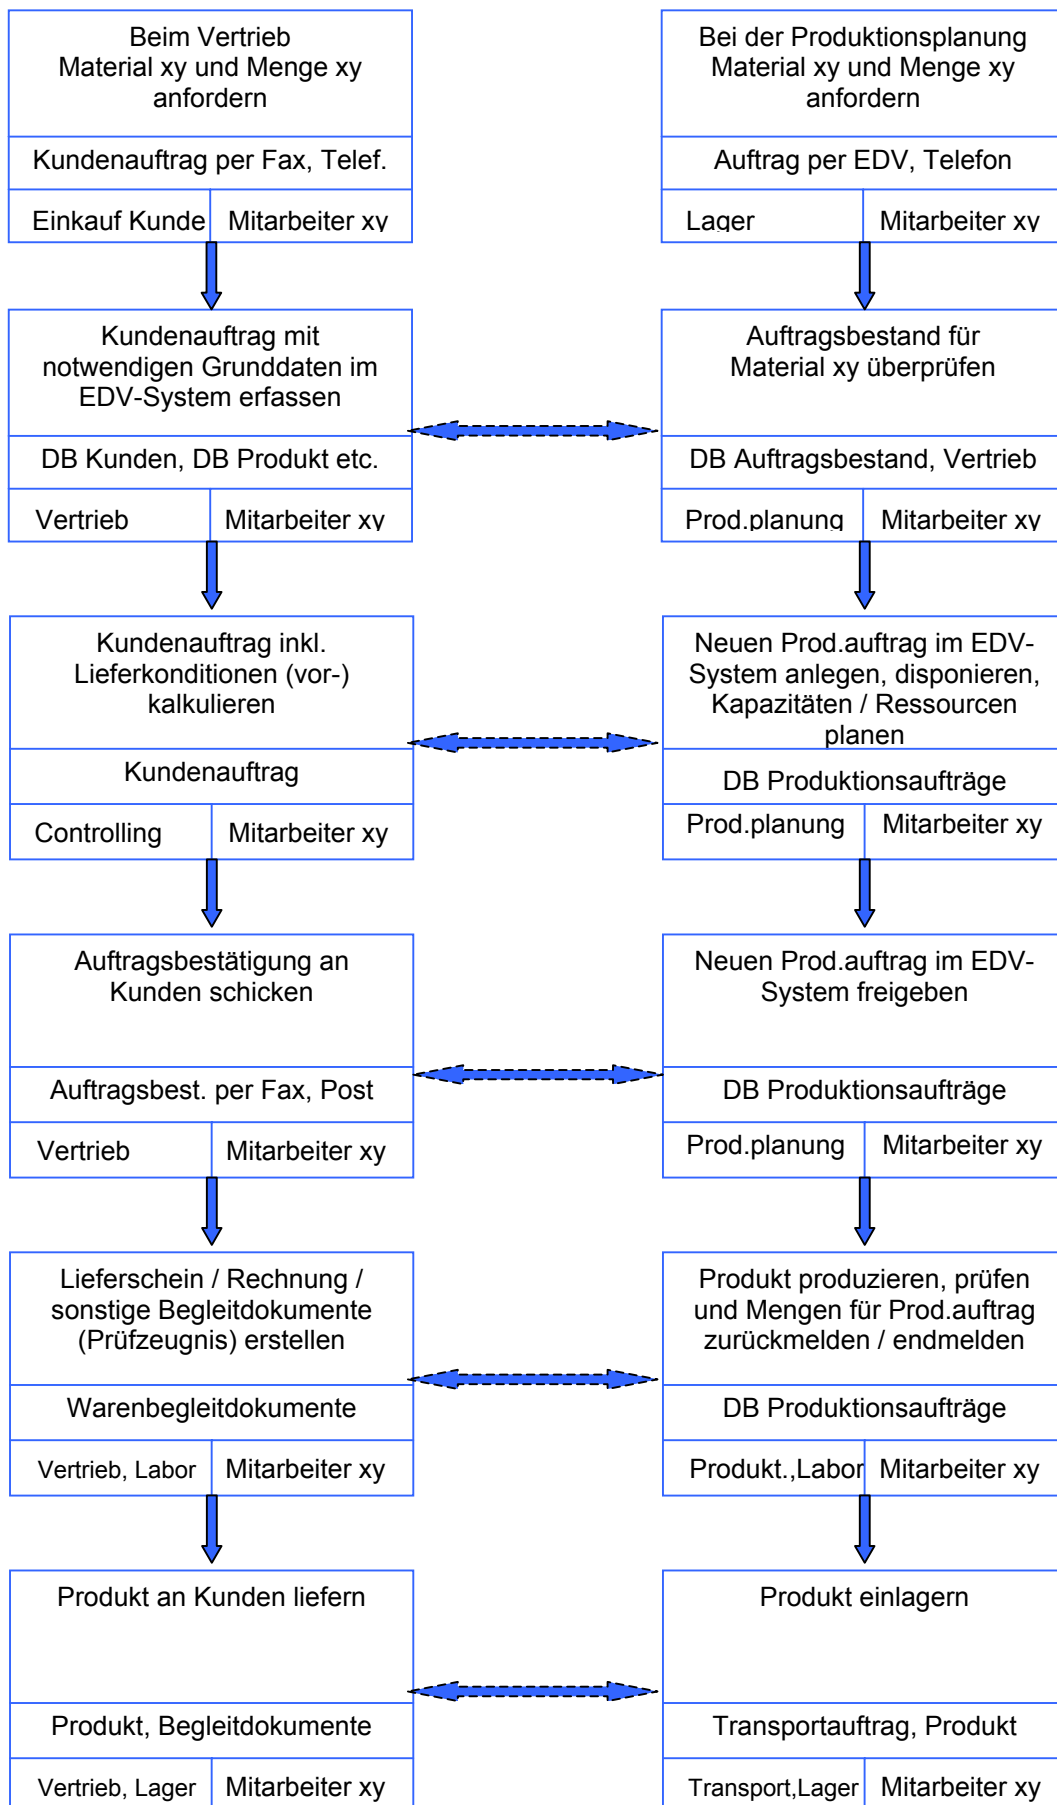 Beim Vertrieb
Material xy und Menge xy
anfordern
Kundenauftrag per Fax, Telef.
Einkauf Kunde
Mitarbeiter xy
Bei der Produktionsplanung
Material xy und Menge xy
anfordern
Auftrag per EDV, Telefon
Lager
Mitarbeiter xy
Kundenauftrag mit
notwendigen Grunddaten im
EDV-System erfassen
DB Kunden, DB Produkt etc.
Vertrieb
Mitarbeiter xy
Auftragsbestand für
Material xy überprüfen
DB Auftragsbestand, Vertrieb
Prod.planung
Mitarbeiter xy
Kundenauftrag inkl.
Lieferkonditionen (vor-)
kalkulieren
Kundenauftrag
Controlling
Mitarbeiter xy
Neuen Prod.auftrag im EDV-
System anlegen, disponieren,
Kapazitäten / Ressourcen
planen
DB Produktionsaufträge
Prod.planung
Mitarbeiter xy
Auftragsbestätigung an
Kunden schicken
Auftragsbest. per Fax, Post
Vertrieb
Mitarbeiter xy
Neuen Prod.auftrag im EDV-
System freigeben
DB Produktionsaufträge
Prod.planung
Mitarbeiter xy
Lieferschein / Rechnung /
sonstige Begleitdokumente
(Prüfzeugnis) erstellen
Warenbegleitdokumente
Vertrieb, Labor
Mitarbeiter xy
Produkt produzieren, prüfen
und Mengen für Prod.auftrag
zurückmelden / endmelden
DB Produktionsaufträge
Produkt.,Labor
Mitarbeiter xy
Produkt an Kunden liefern
Produkt, Begleitdokumente
Vertrieb, Lager
Mitarbeiter xy
Produkt einlagern
Transportauftrag, Produkt
Transport,Lager
Mitarbeiter xy